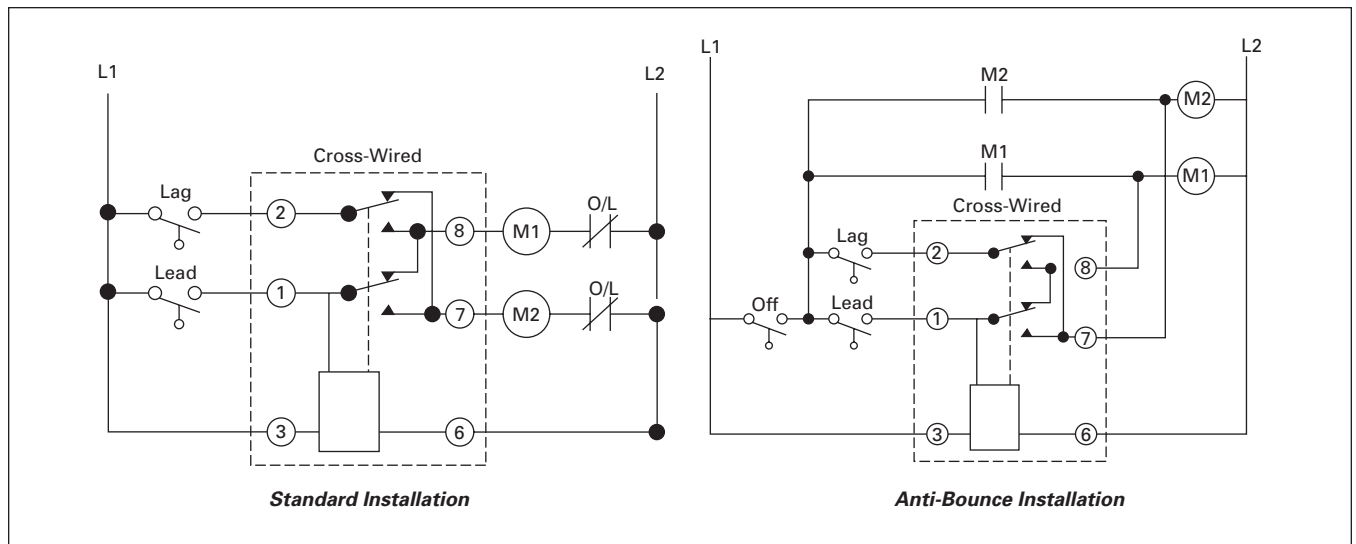 L1
L2
Cross-Wired
Lag
2
8
M1
O/L
Lead
1
7
M2
O/L
3
6
Standard Installation
L1
L2
M2
M2
M1
M1
Cross-Wired
Lag
2
8
Off
Lead
1
7
3
6
Anti-Bounce Installation